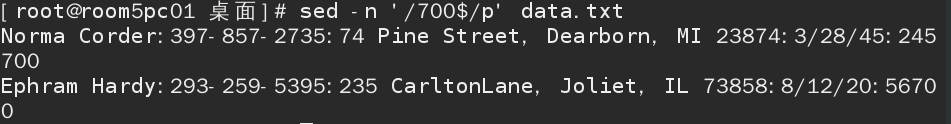 [root@room5pc01 桌面]# sed -n '/700$/p' data.txt
Norma Corder:397-857-2735:74 Pine Street, Dearborn, MI 23874:3/28/45:245
700
Ephram Hardy:293-259-5395:235 CarltonLane, Joliet, IL 73858:8/12/20:5670
0